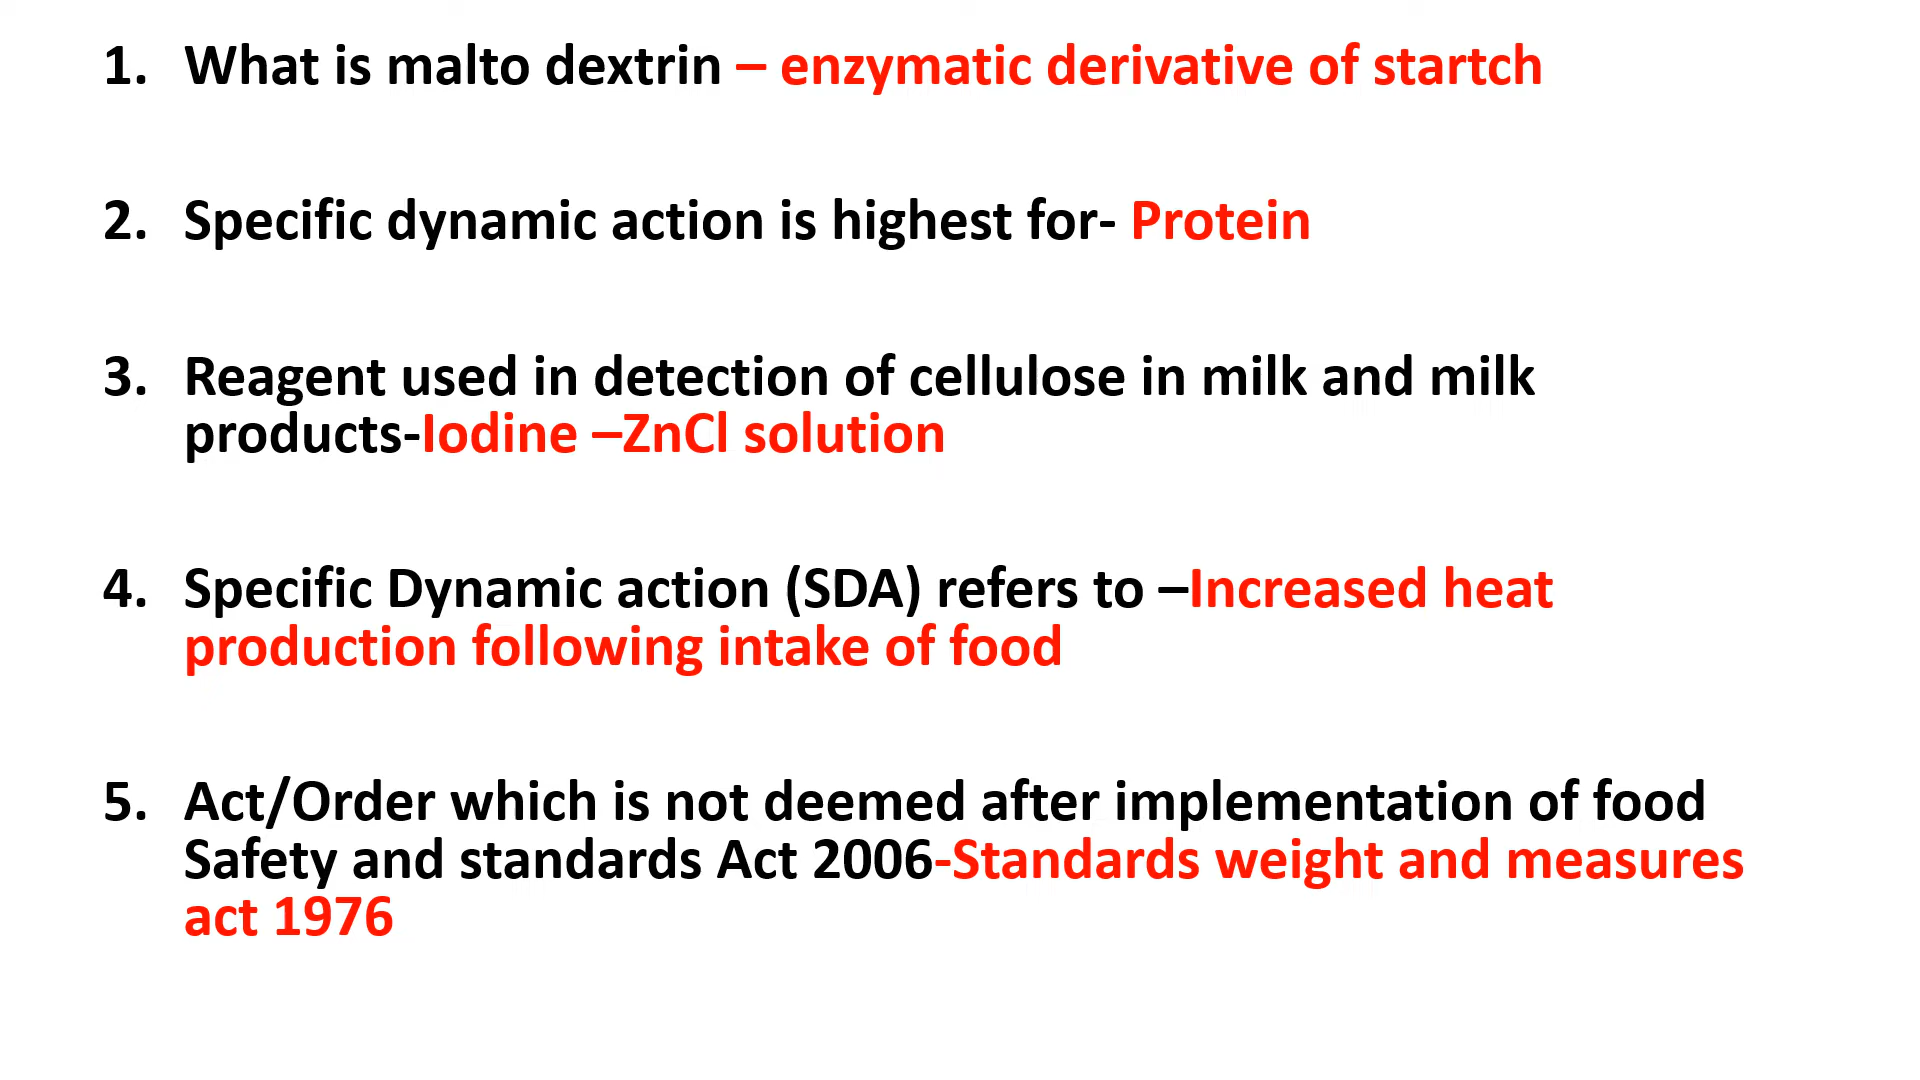 1. What is malto dextrin – enzymatic derivative of startch
2. Specific dynamic action is highest for- Protein
3. Reagent used in detection of cellulose in milk and milk
products-Iodine –ZnCl solution
4. Specific Dynamic action (SDA) refers to –Increased heat
production following intake of food
5. Act/Order which is not deemed after implementation of food
Safety and standards Act 2006-Standards weight and measures
act 1976